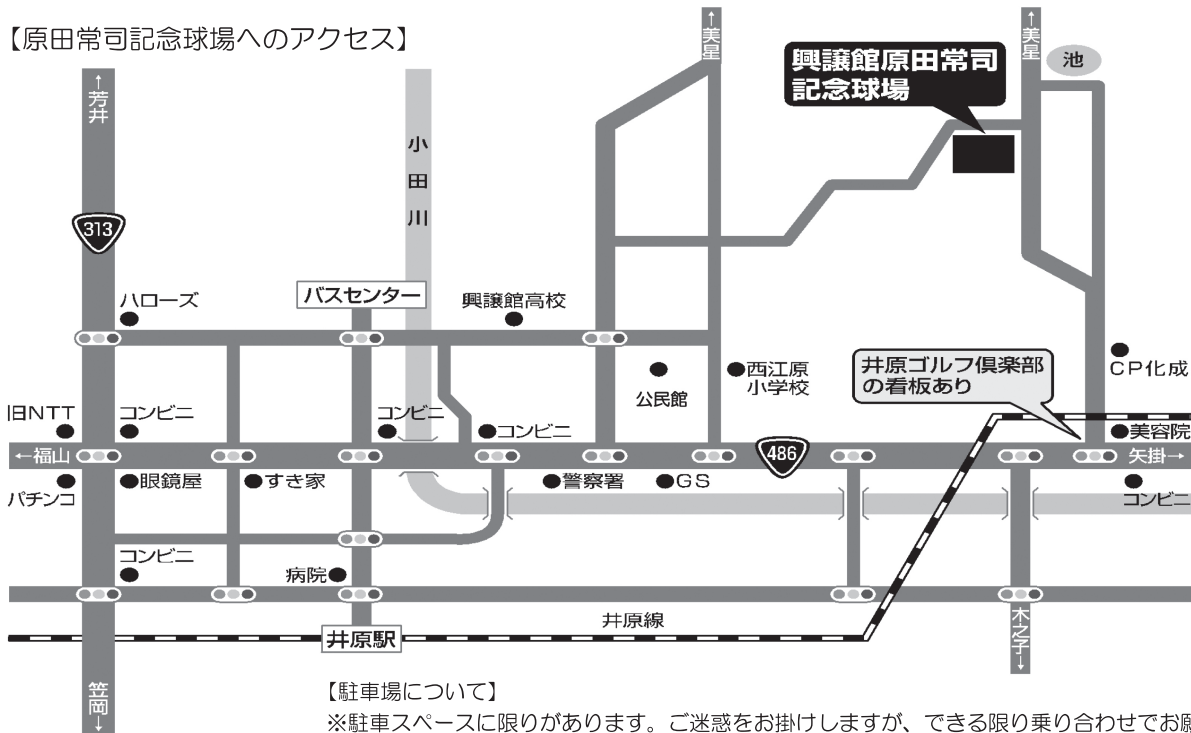 【原田常司記念球場へのアクセス】
↑美星
↑美星
池
興譲館原田常司
記念球場
↑芳井
小田川
313
ハローズ
バスセンター
興譲館高校
公民館
西江原
小学校
井原ゴルフ倶楽部
の看板あり
CP化成
旧NTT
コンビニ
コンビニ
コンビニ
美容院
←福山
486
矢掛→
パチンコ
眼鏡屋
すき家
警察署
GS
コンビニ
コンビニ
病院
井原線
井原駅
木之子→
笠岡→
【駐車場について】
※駐車スペースに限りがあります。ご迷惑をお掛けしますが、できる限り乗り合わせでお願